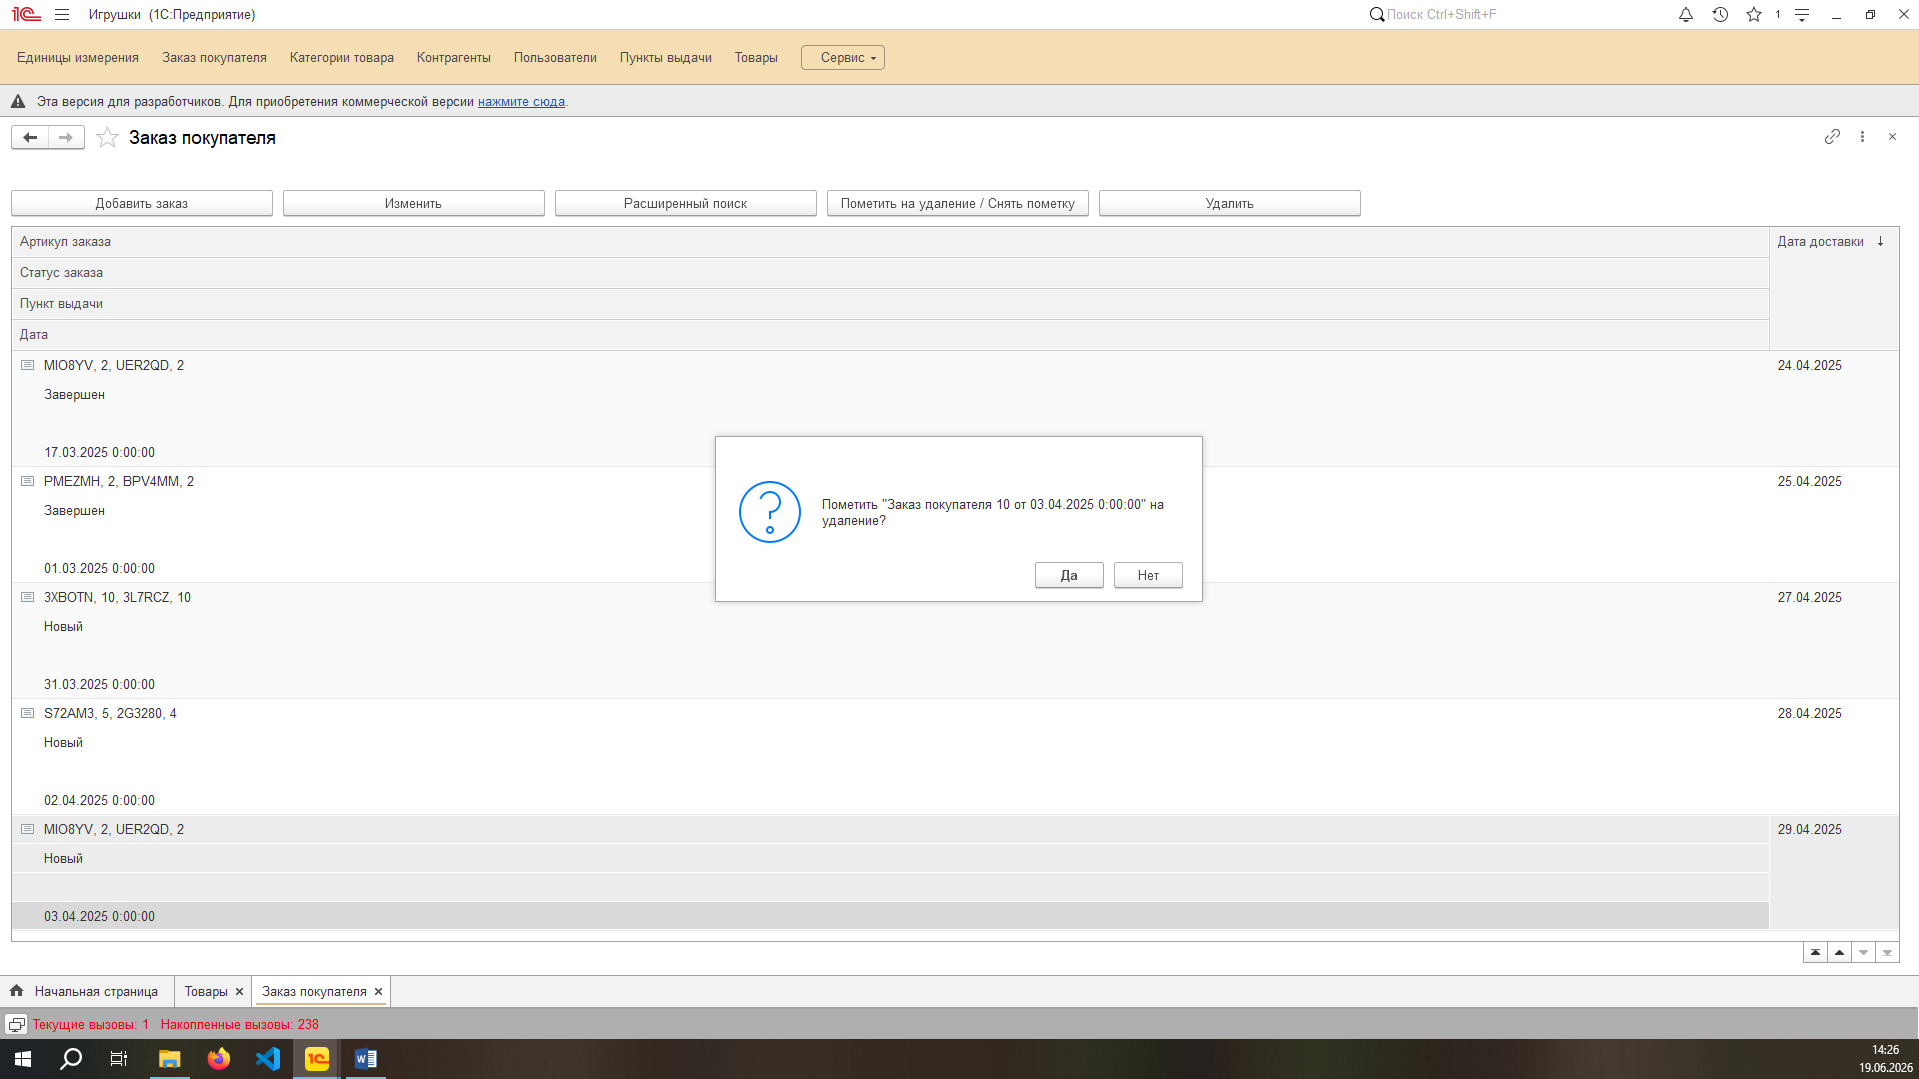 1С Игрушки (1С:Предприятие) Поиск Ctrl+Shift+F 1
Единицы измерения Заказ покупателя Категории товара Контрагенты Пользователи Пункты выдачи Товары Сервис
Эта версия для разработчиков. Для приобретения коммерческой версии нажмите сюда.
Заказ покупателя
Добавить заказ Изменить Расширенный поиск Пометить на удаление / Снять пометку Удалить
Артикул заказа Дата доставки ↓
Статус заказа
Пункт выдачи
Дата
MIO8YV, 2, UER2QD, 2 24.04.2025
Завершен
17.03.2025 0:00:00
PMEZMH, 2, BPV4MM, 2 25.04.2025
Завершен
01.03.2025 0:00:00
3XBOTN, 10, 3L7RCZ, 10 27.04.2025
Новый
31.03.2025 0:00:00
S72AM3, 5, 2G3280, 4 28.04.2025
Новый
02.04.2025 0:00:00
MIO8YV, 2, UER2QD, 2 29.04.2025
Новый
03.04.2025 0:00:00
Пометить "Заказ покупателя 10 от 03.04.2025 0:00:00" на
удаление?
Да Нет
Начальная страница Товары Заказ покупателя
Текущие вызовы: 1 Накопленные вызовы: 238
14:26
19.06.2026